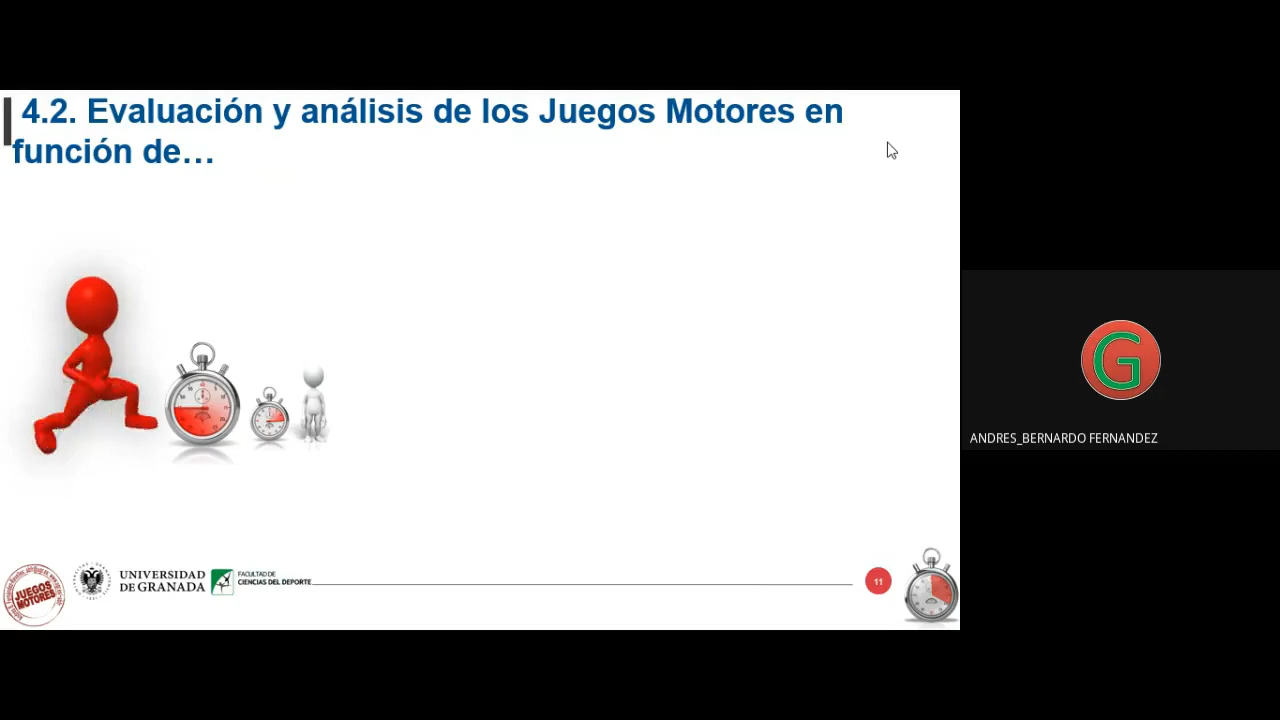 4.2. Evaluación y análisis de los Juegos Motores en
función de...
G
ANDRES_BERNARDO FERNANDEZ
JUEGOS
MOTORES
UNIVERSIDAD
DE GRANADA
FACULTAD DE
CIENCIAS DEL DEPORTE
11